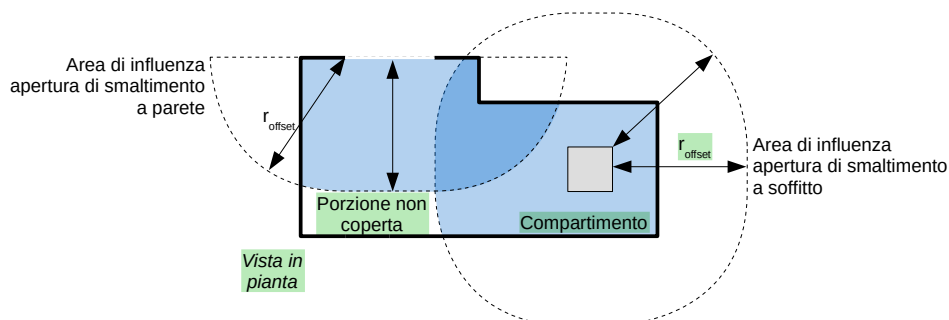 Area di influenza
apertura di smaltimento
a parete
r offset
r offset
Area di influenza
apertura di smaltimento
a soffitto
Porzione non
coperta
Compartimento
Vista in
pianta